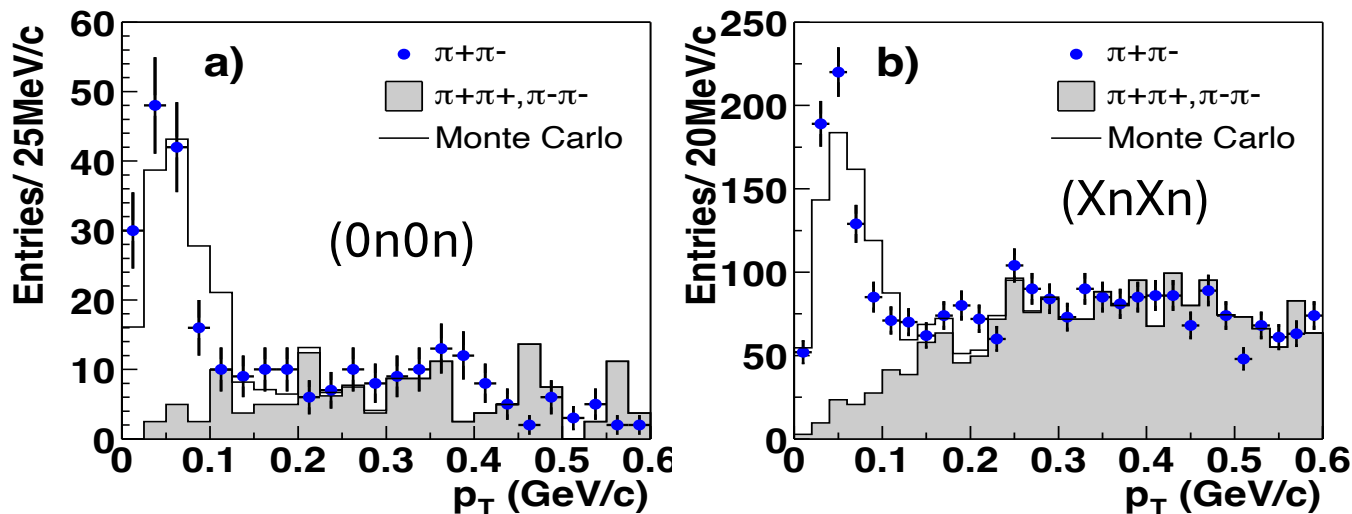 Entries/ 25MeV/c
60
50
40
30
20
10
0
a)
π+π-
π+π+,π-π-
Monte Carlo
(0n0n)
0 0.1 0.2 0.3 0.4 0.5 0.6
pT (GeV/c)
Entries/ 20MeV/c
250
200
150
100
50
0
b)
π+π-
π+π+,π-π-
Monte Carlo
(XnXn)
0 0.1 0.2 0.3 0.4 0.5 0.6
pT (GeV/c)